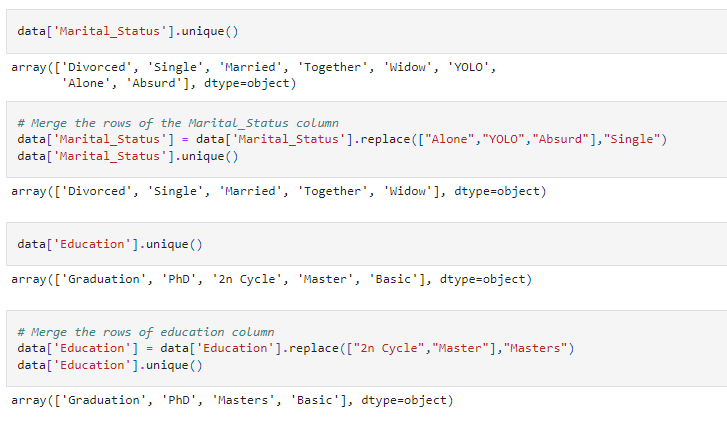 data['Marital_Status'].unique()
array(['Divorced', 'Single', 'Married', 'Together', 'Widow', 'YOLO',
       'Alone', 'Absurd'], dtype=object)
# Merge the rows of the Marital_Status column
data['Marital_Status'] = data['Marital_Status'].replace(["Alone","YOLO","Absurd"],"Single")
data['Marital_Status'].unique()
array(['Divorced', 'Single', 'Married', 'Together', 'Widow'], dtype=object)
data['Education'].unique()
array(['Graduation', 'PhD', '2n Cycle', 'Master', 'Basic'], dtype=object)
# Merge the rows of education column
data['Education'] = data['Education'].replace(["2n Cycle","Master"],"Masters")
data['Education'].unique()
array(['Graduation', 'PhD', 'Masters', 'Basic'], dtype=object)